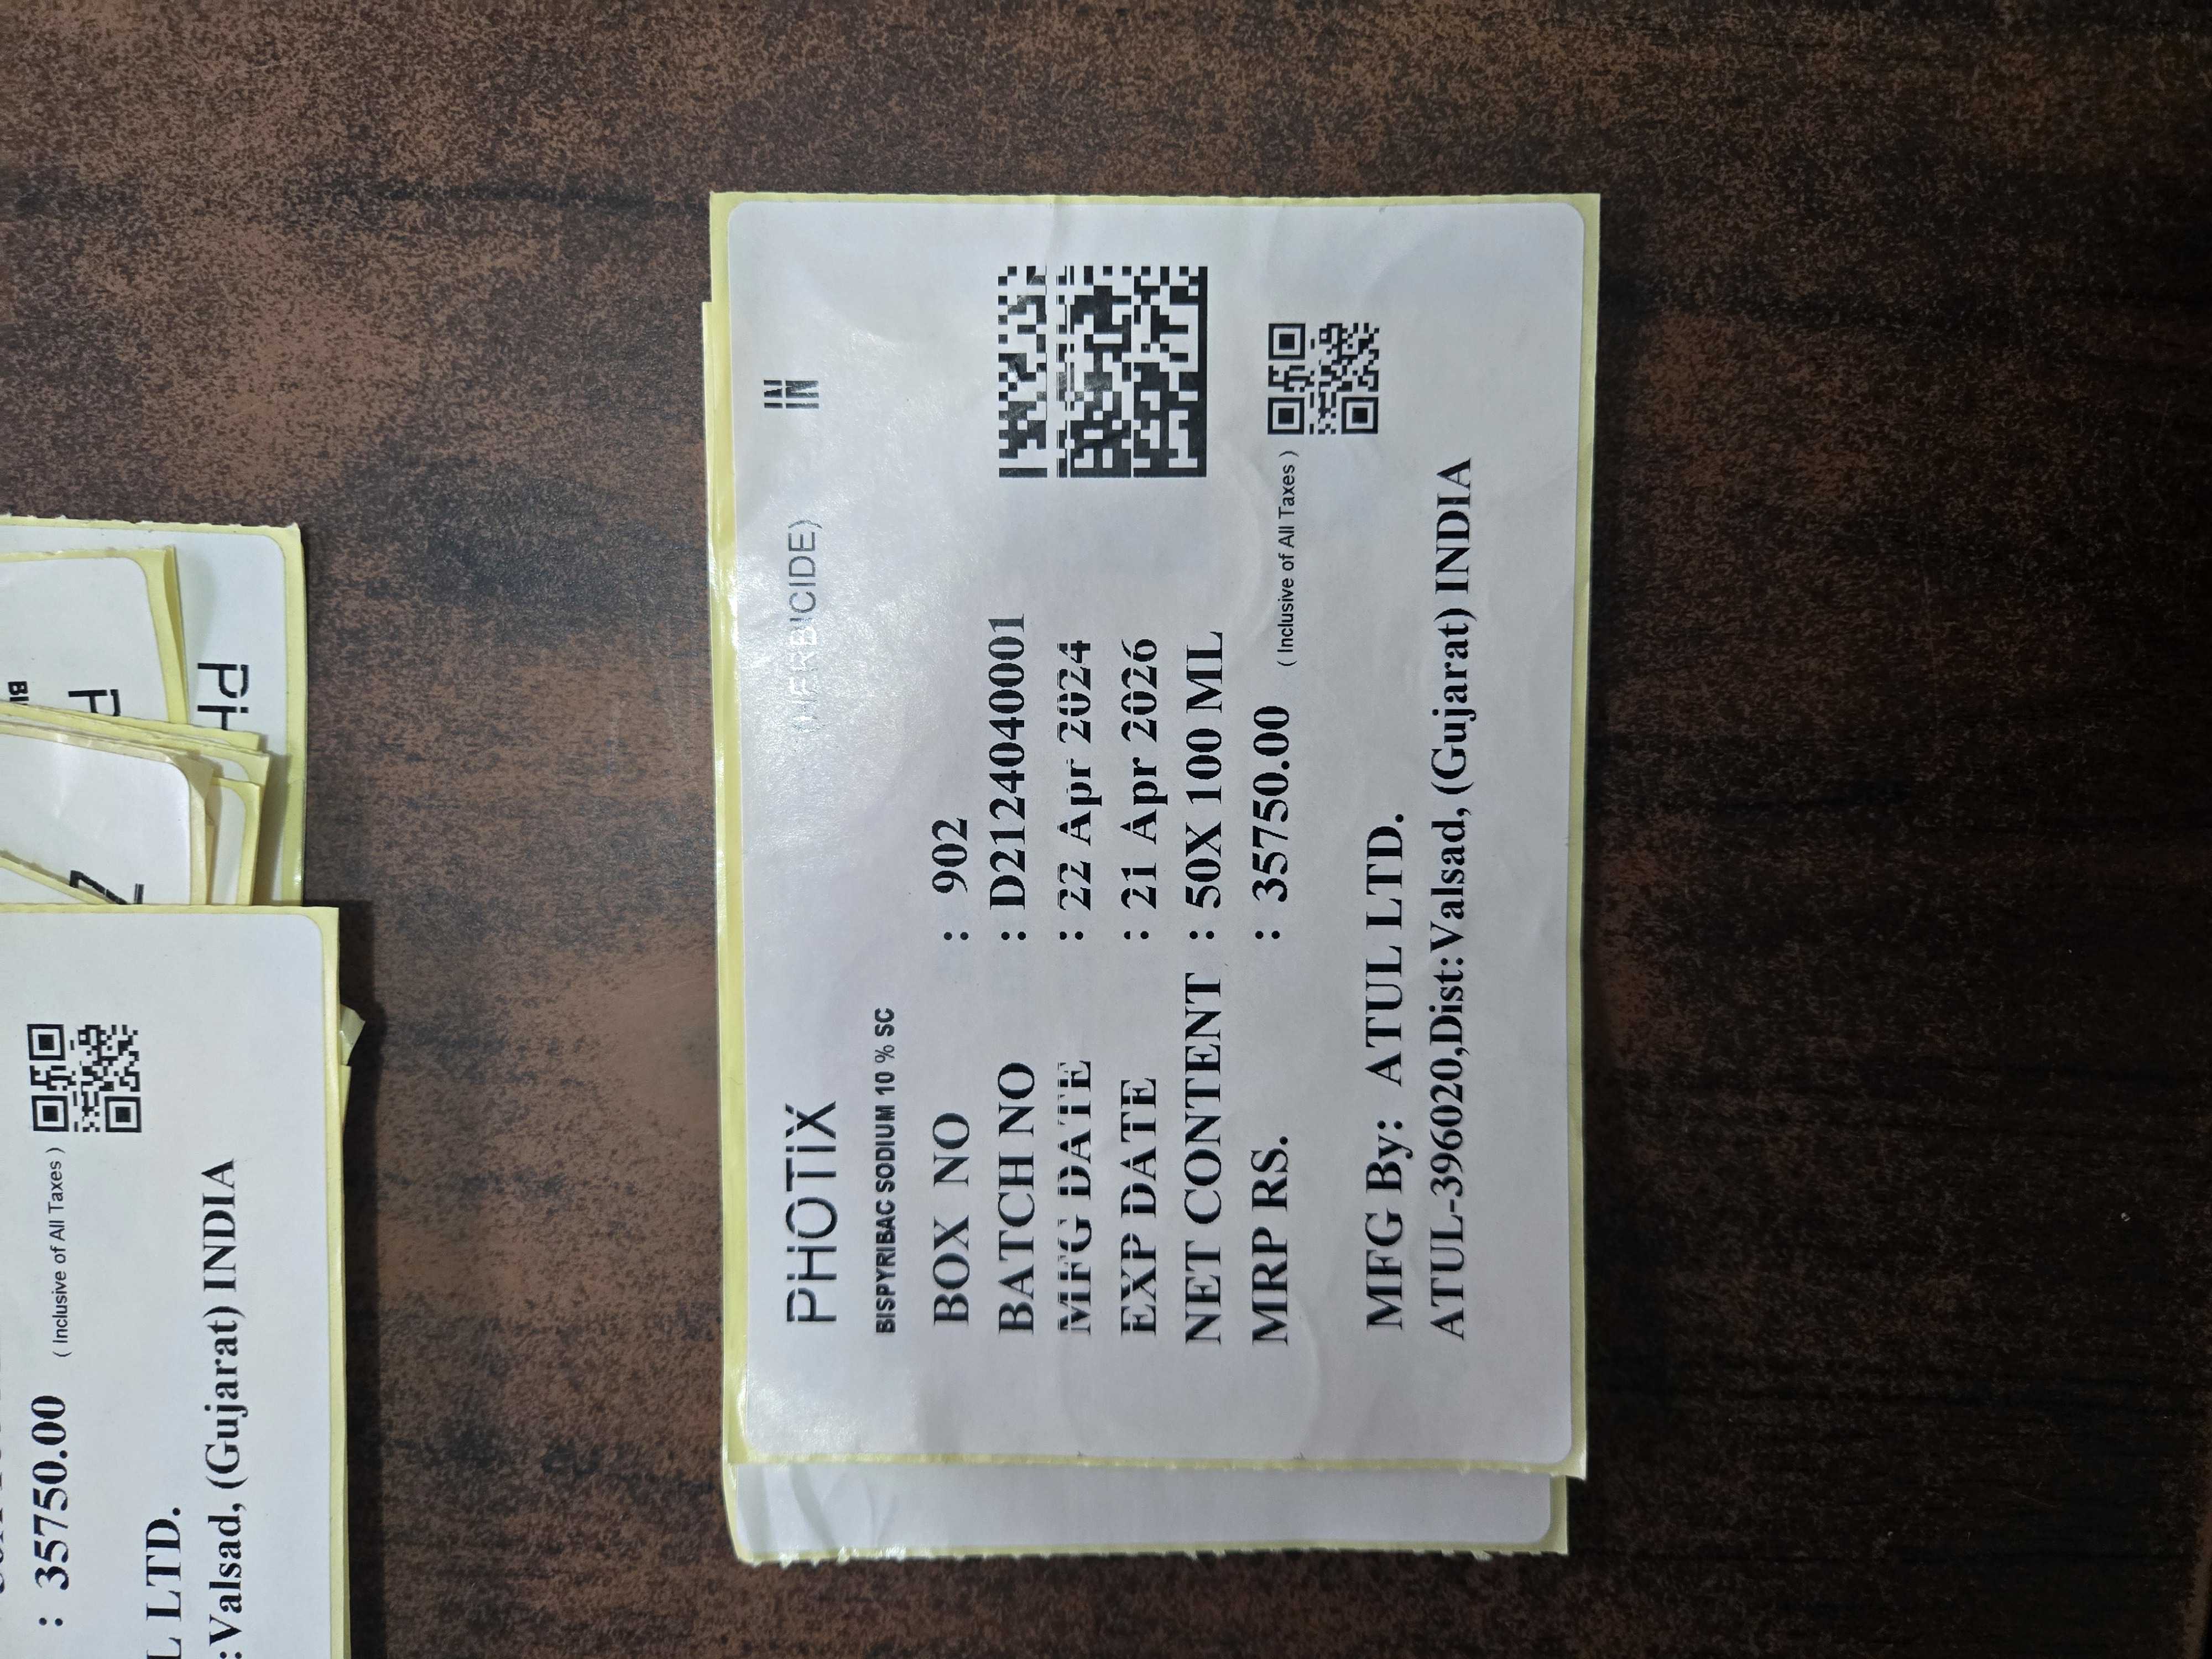 PHOTIX (HERBICIDE) IN
BISPYRIBAC SODIUM 10 % SC
BOX NO : 902
BATCH NO : D2124040001
MFG DATE : 22 Apr 2024
EXP DATE : 21 Apr 2026
NET CONTENT : 50X 100 ML
MRP RS. : 35750.00 ( Inclusive of All Taxes )
MFG By: ATUL LTD.
ATUL-396020,Dist:Valsad, (Gujarat) INDIA
: 35750.00 ( Inclusive of All Taxes )
LTD.
:Valsad, (Gujarat) INDIA